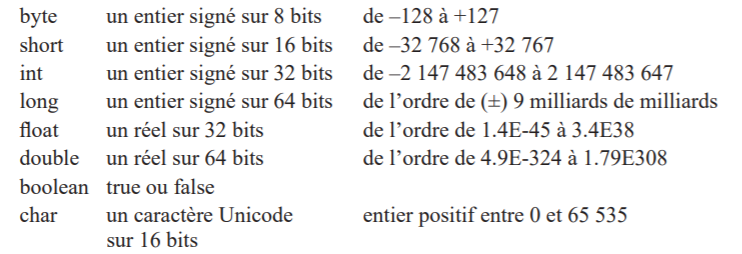 byte un entier signé sur 8 bits de –128 à +127
short un entier signé sur 16 bits de –32 768 à +32 767
int un entier signé sur 32 bits de –2 147 483 648 à 2 147 483 647
long un entier signé sur 64 bits de l’ordre de (±) 9 milliards de milliards
float un réel sur 32 bits de l’ordre de 1.4E-45 à 3.4E38
double un réel sur 64 bits de l’ordre de 4.9E-324 à 1.79E308
boolean true ou false
char un caractère Unicode entier positif entre 0 et 65 535
sur 16 bits